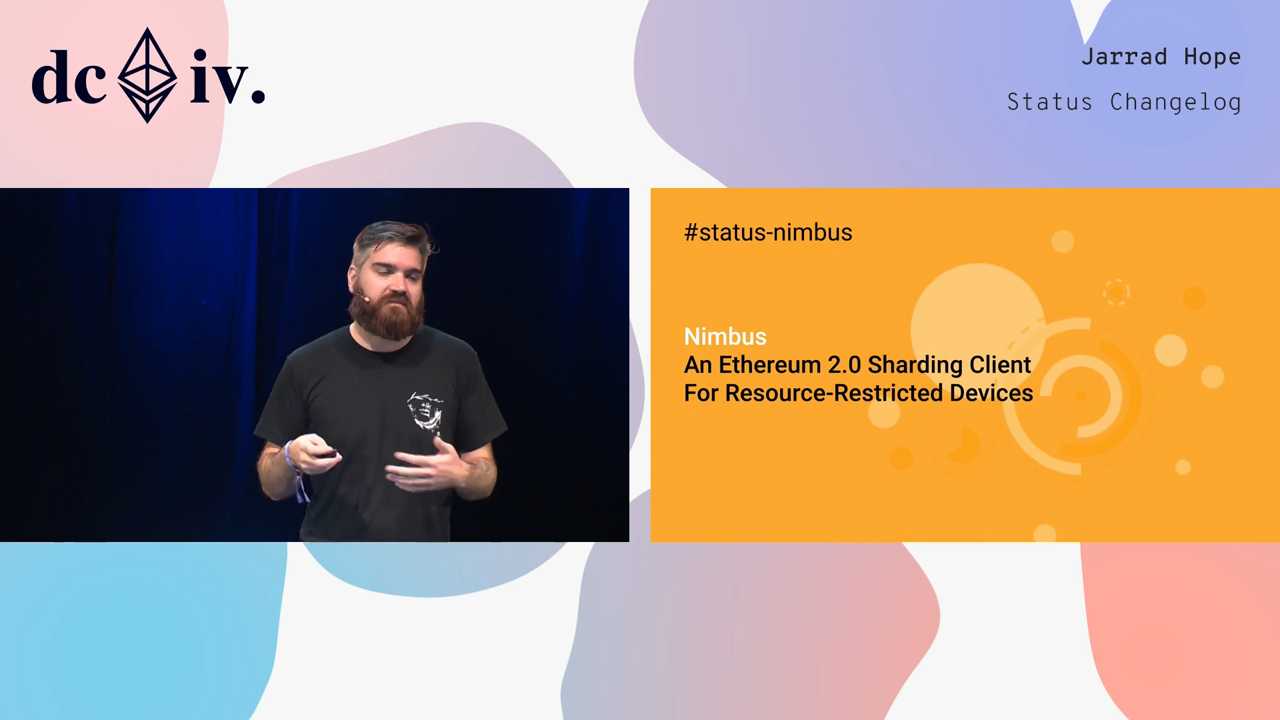 dc iv.
Jarrad Hope
Status Changelog
#status-nimbus
Nimbus
An Ethereum 2.0 Sharding Client
For Resource-Restricted Devices